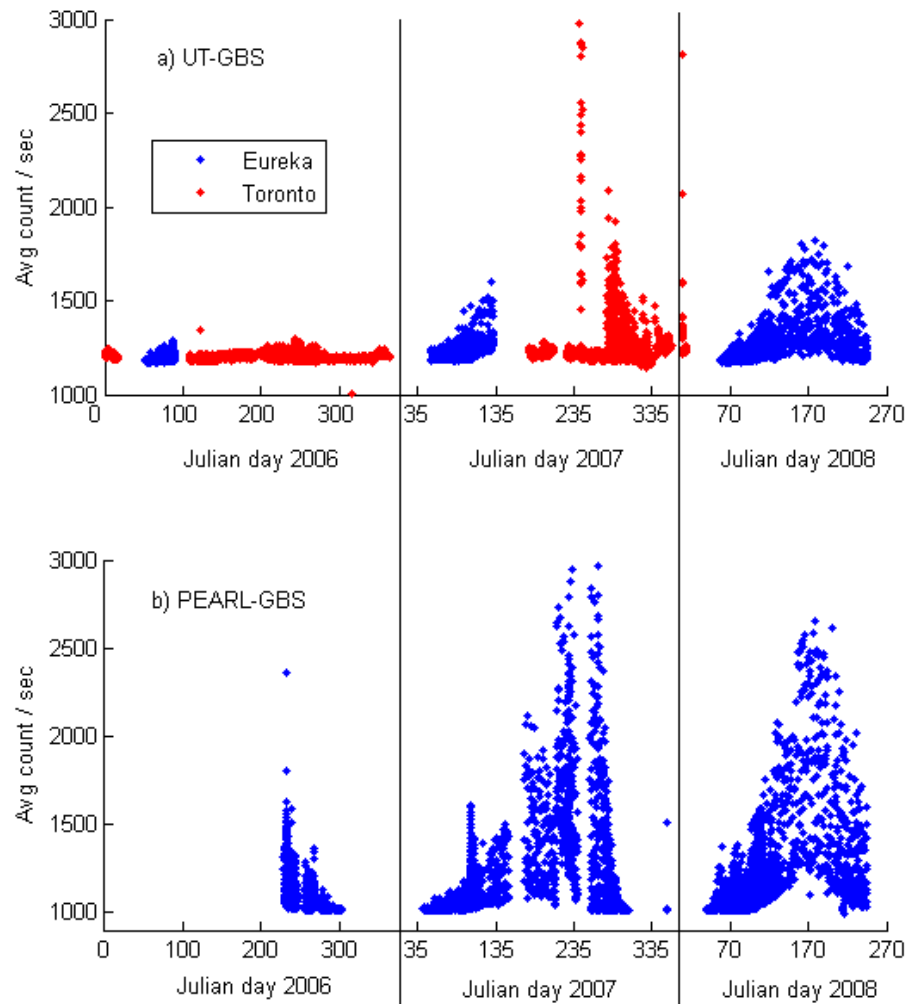 3000
a) UT-GBS
2500
Eureka
Toronto
2000
1500
1000
Avg count / sec
0 100 200 300 35 135 235 335 70 170 270
Julian day 2006 Julian day 2007 Julian day 2008
3000
b) PEARL-GBS
2500
2000
1500
1000
Avg count / sec
0 100 200 300 35 135 235 335 70 170 270
Julian day 2006 Julian day 2007 Julian day 2008